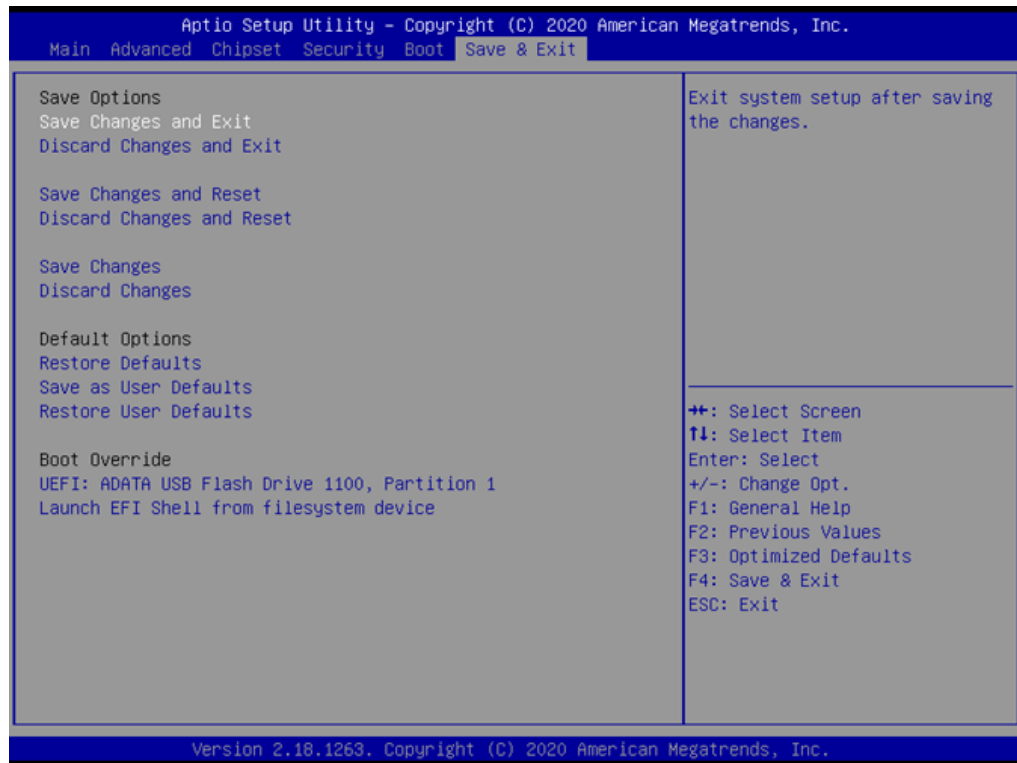 Aptio Setup Utility – Copyright (C) 2020 American Megatrends, Inc.
Main Advanced Chipset Security Boot Save & Exit
Save Options
Save Changes and Exit
Discard Changes and Exit
Save Changes and Reset
Discard Changes and Reset
Save Changes
Discard Changes
Default Options
Restore Defaults
Save as User Defaults
Restore User Defaults
Boot Override
UEFI: ADATA USB Flash Drive 1100, Partition 1
Launch EFI Shell from filesystem device
Exit system setup after saving
the changes.
→←: Select Screen
↑↓: Select Item
Enter: Select
+/-: Change Opt.
F1: General Help
F2: Previous Values
F3: Optimized Defaults
F4: Save & Exit
ESC: Exit
Version 2.18.1263. Copyright (C) 2020 American Megatrends, Inc.